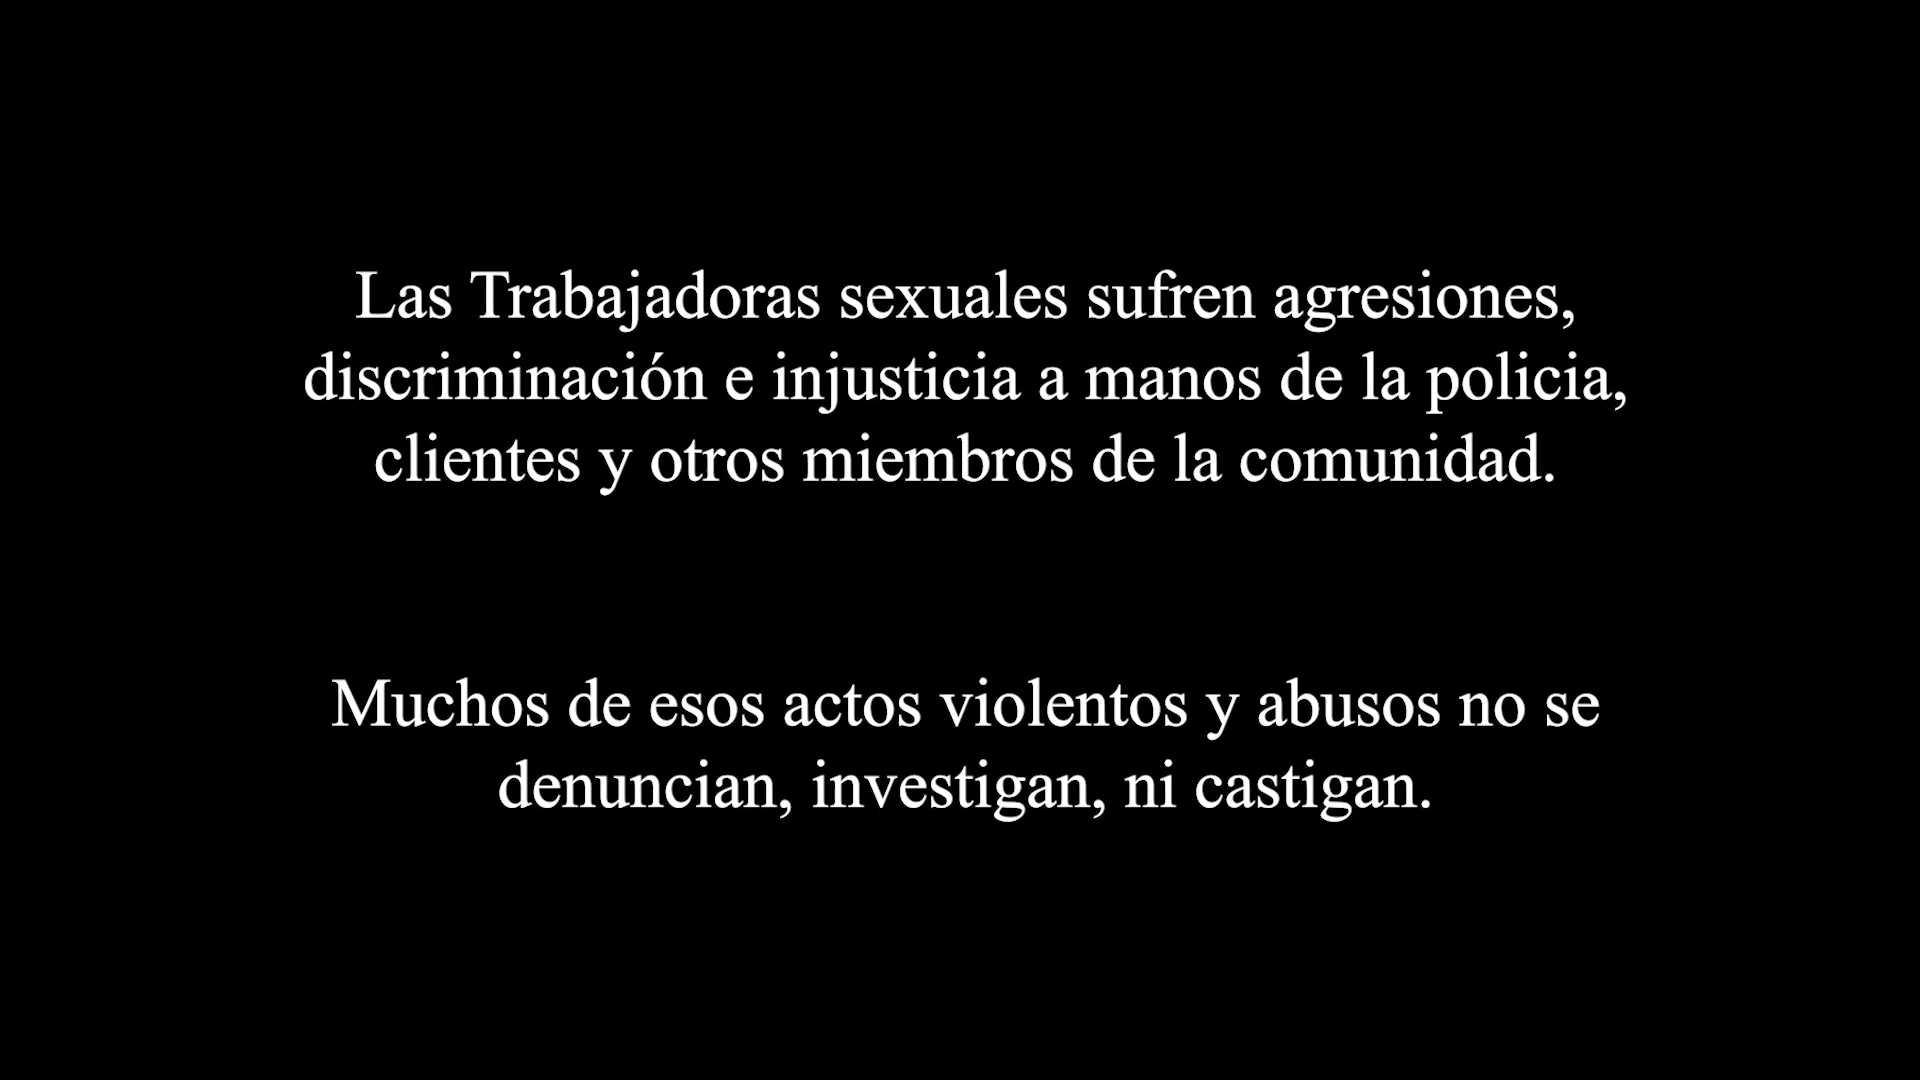 Las Trabajadoras sexuales sufren agresiones,
discriminación e injusticia a manos de la policia,
clientes y otros miembros de la comunidad.
Muchos de esos actos violentos y abusos no se
denuncian, investigan, ni castigan.